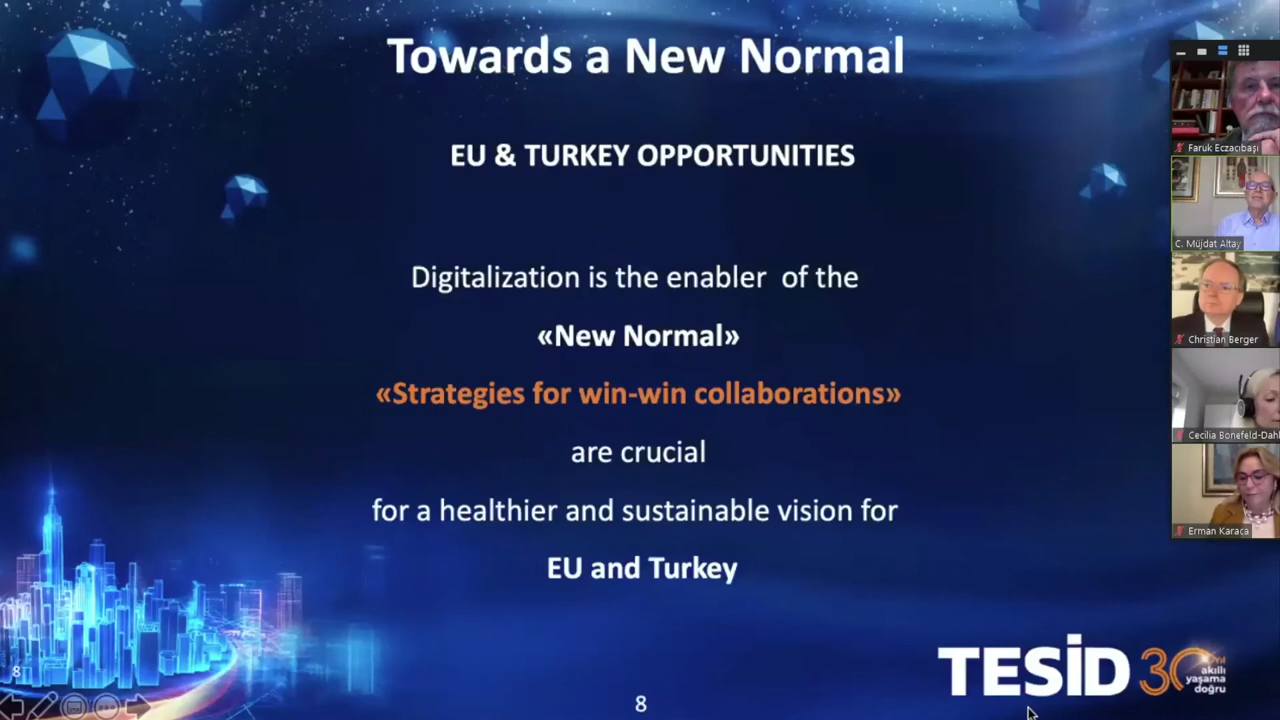 Towards a New Normal
EU & TURKEY OPPORTUNITIES
Digitalization is the enabler  of the
«New Normal»
«Strategies for win-win collaborations»
are crucial
for a healthier and sustainable vision for
EU and Turkey
Faruk Eczacıbaşı
C. Müjdat Altay
Christian Berger
Cecilia Bonefeld-Dahl
Erman Karaca
TESİD 30
akıllı
yaşama
doğru
8
8